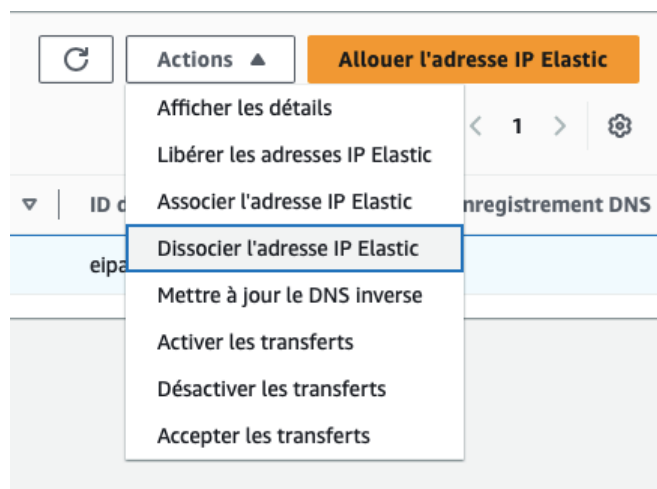 Actions
Allouer l'adresse IP Elastic
Afficher les détails
1
Libérer les adresses IP Elastic
Associer l'adresse IP Elastic
ID
DNS
Dissocier l'adresse IP Elastic
Mettre à jour le DNS inverse
Activer les transferts
Désactiver les transferts
Accepter les transferts